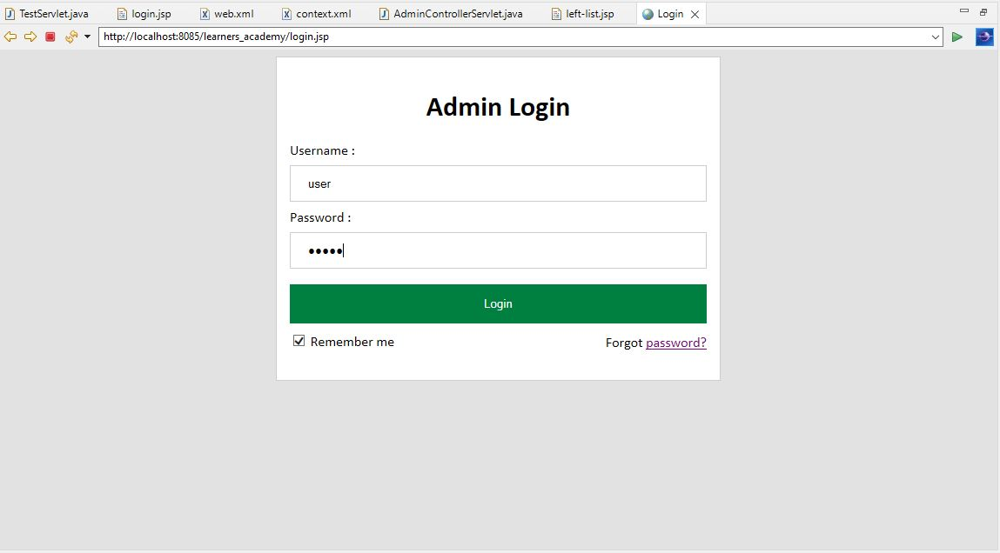 TestServlet.java login.jsp web.xml context.xml AdminControllerServlet.java left-list.jsp Login
http://localhost:8085/learners_academy/login.jsp
Admin Login
Username :
user
Password :
•••••
Login
Remember me Forgot password?